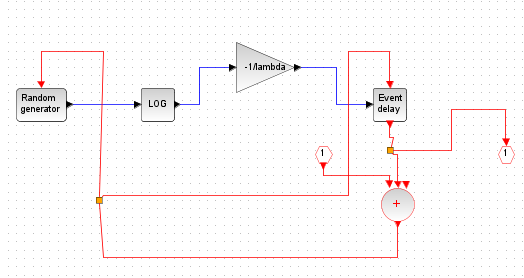 -1/lambda
Random
generator
LOG
Event
delay
1
1
+